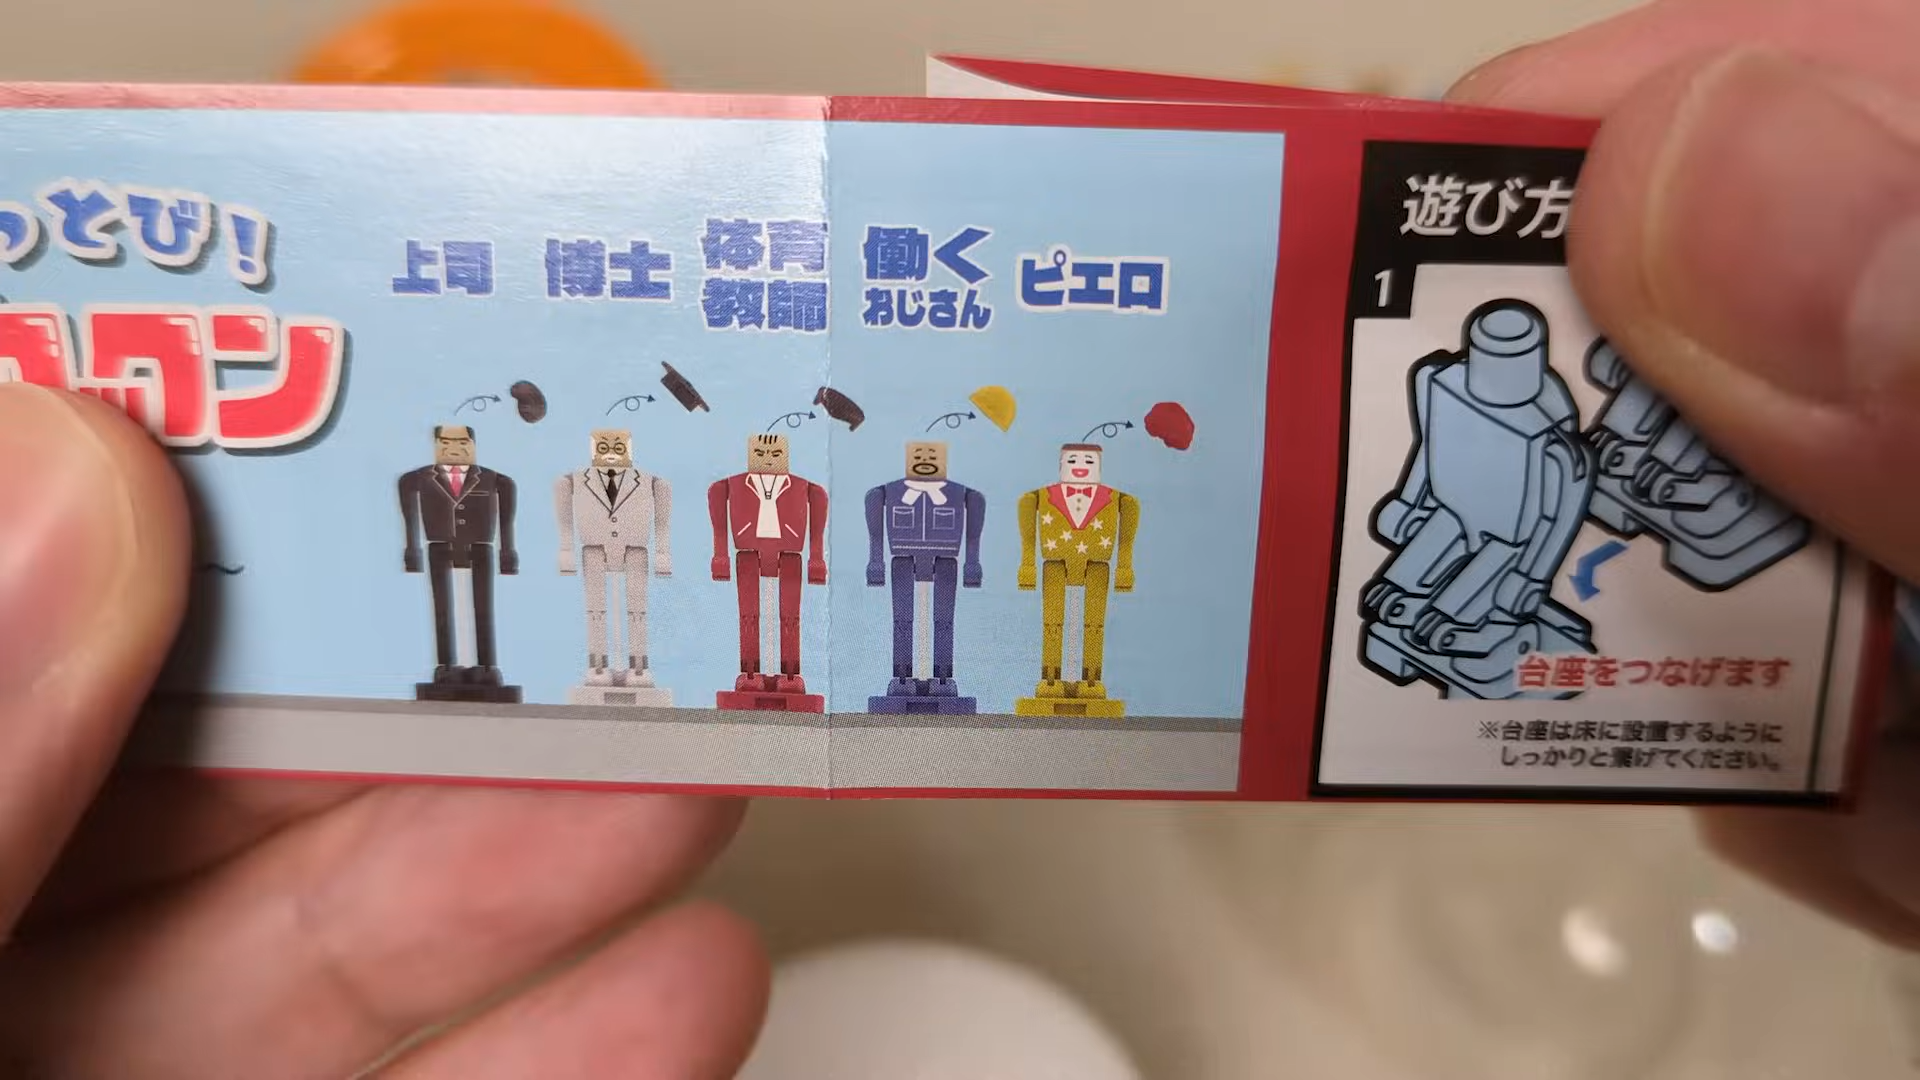 っとび!
ワン
上司
博士
体育
教師
働く
おじさん
ピエロ
遊び方
1
台座をつなげます
※台座は床に設置するように
しっかりと繋げてください。